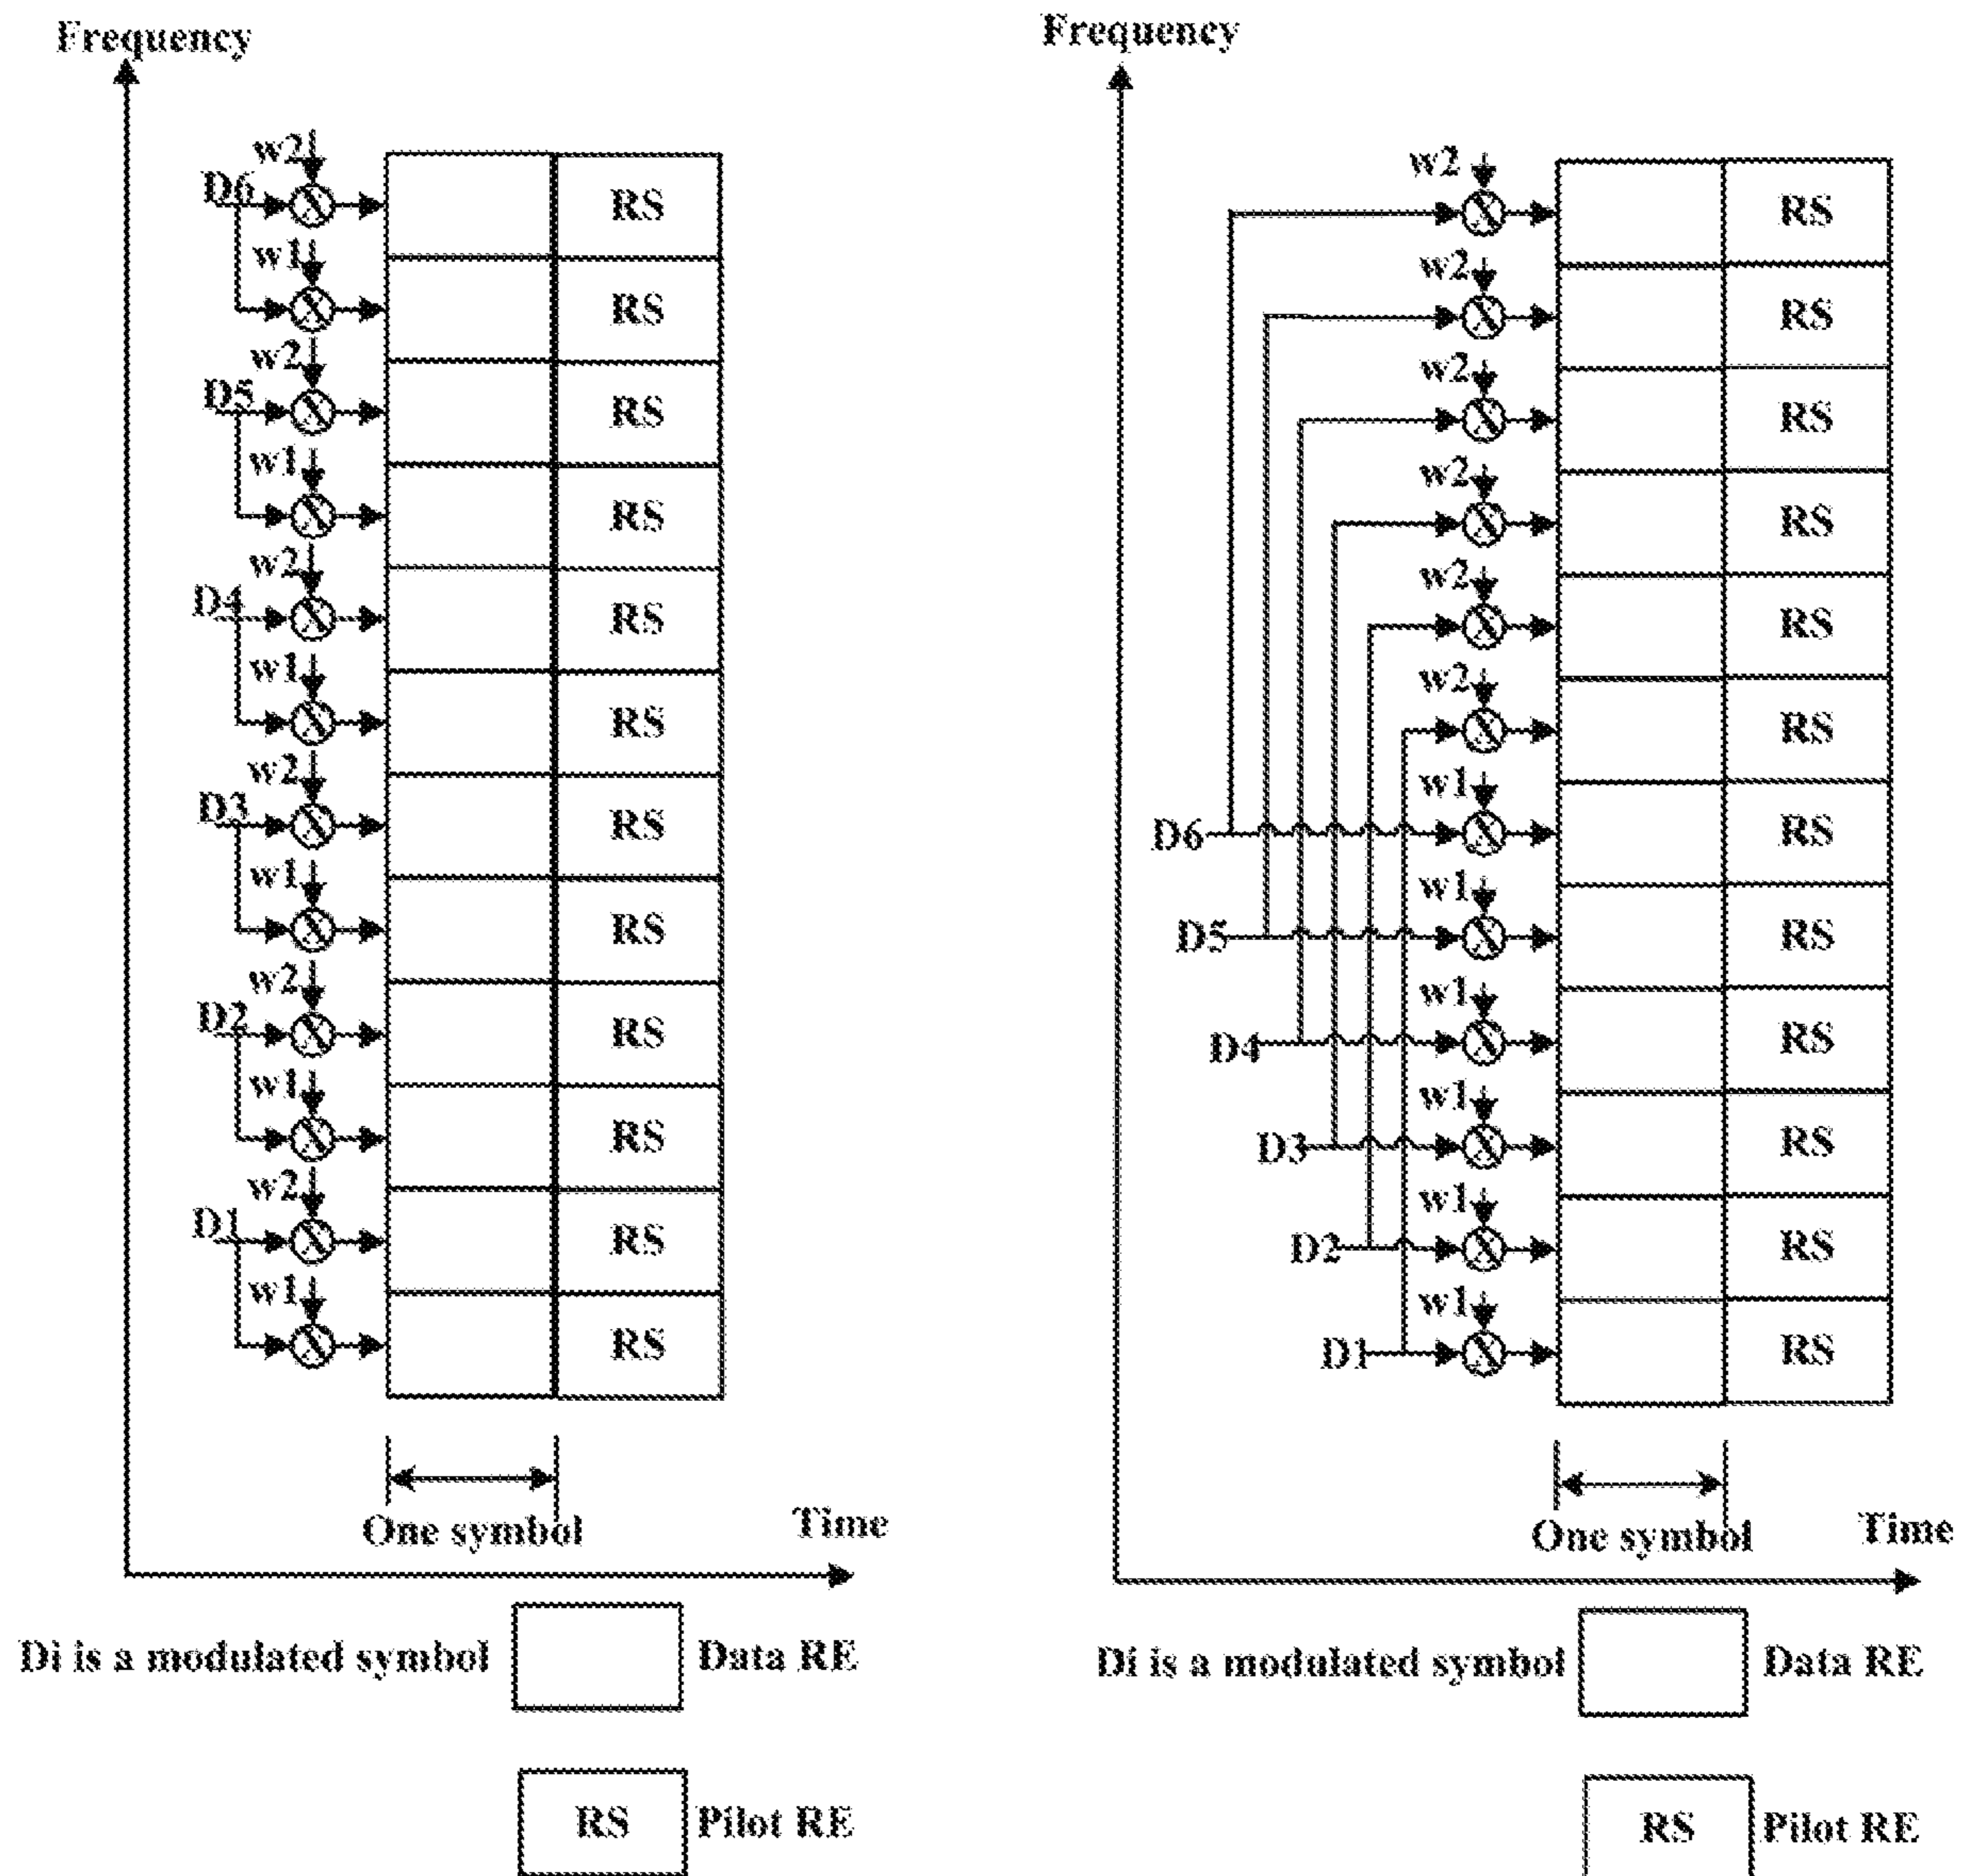 Frequency
w2
D6
RS
w1
RS
w2
D5
RS
w1
RS
w2
D4
RS
w1
RS
w2
D3
RS
w1
RS
w2
D2
RS
w1
RS
w2
D1
RS
w1
RS
One symbol
Time
Di is a modulated symbol
Data RE
RS
Pilot RE
Frequency
w2
RS
w2
RS
w2
RS
w2
RS
w2
RS
w2
RS
w1
D6
RS
w1
D5
RS
w1
D4
RS
w1
D3
RS
w1
D2
RS
w1
D1
RS
One symbol
Time
Di is a modulated symbol
Data RE
RS
Pilot RE